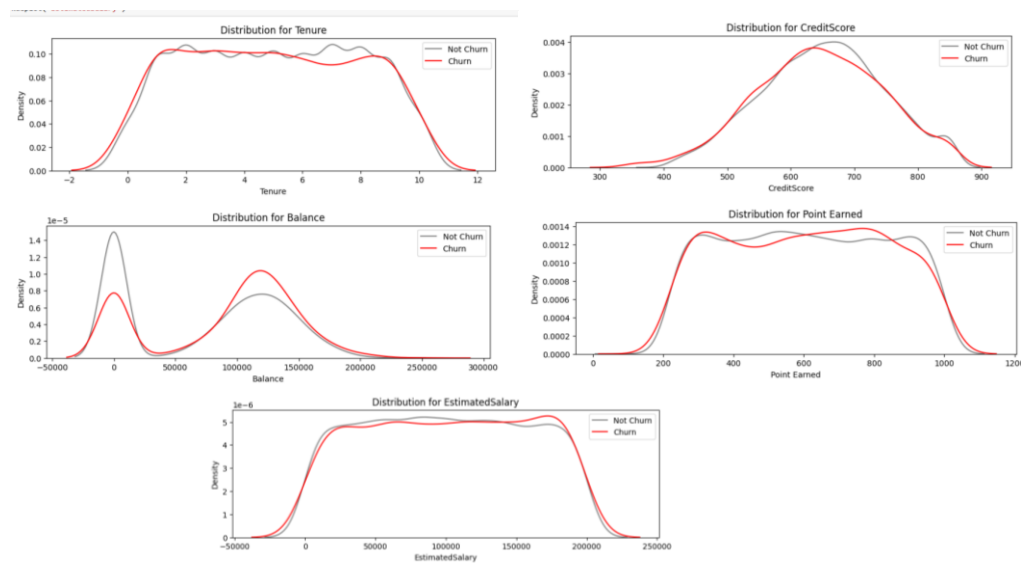 Distribution for Tenure
Not Churn
Churn
Density
0.10
0.08
0.06
0.04
0.02
0.00
−2 0 2 4 6 8 10 12
Tenure
Distribution for CreditScore
Not Churn
Churn
Density
0.004
0.003
0.002
0.001
0.000
300 400 500 600 700 800 900
CreditScore
Distribution for Balance
1e−5
Not Churn
Churn
Density
1.4
1.2
1.0
0.8
0.6
0.4
0.2
0.0
−50000 0 50000 100000 150000 200000 250000 300000
Balance
Distribution for Point Earned
Not Churn
Churn
Density
0.0014
0.0012
0.0010
0.0008
0.0006
0.0004
0.0002
0.0000
0 200 400 600 800 1000 120
Point Earned
Distribution for EstimatedSalary
1e−6
Not Churn
Churn
Density
5
4
3
2
1
0
−50000 0 50000 100000 150000 200000 250000
EstimatedSalary